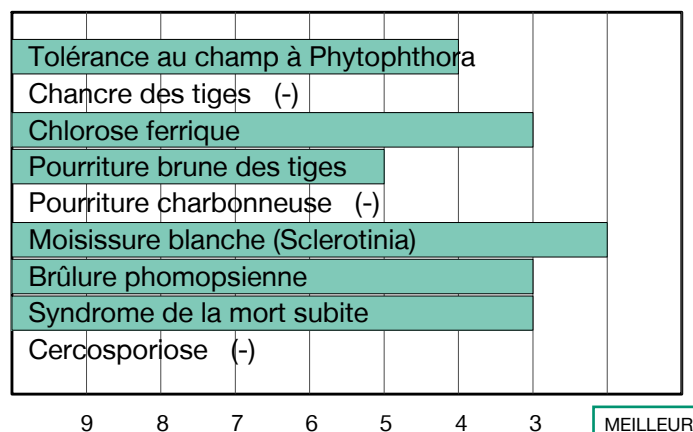 Tolérance au champ à Phytophthora
Chancre des tiges (-)
Chlorose ferrique
Pourriture brune des tiges
Pourriture charbonneuse (-)
Moisissure blanche (Sclerotinia)
Brûlure phomopsienne
Syndrome de la mort subite
Cercosporiose (-)
9 8 7 6 5 4 3 MEILLEUR